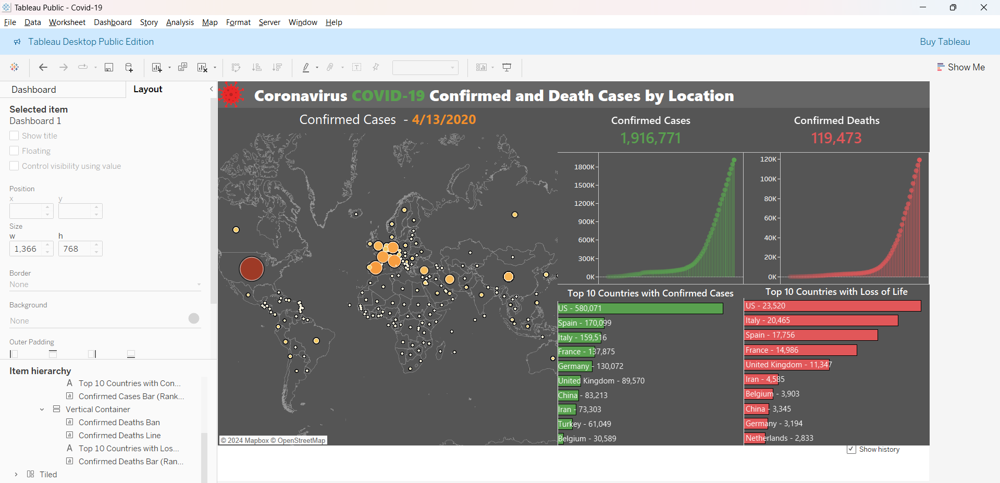 Tableau Public - Covid-19
File Data Worksheet Dashboard Story Analysis Map Format Server Window Help
Tableau Desktop Public Edition
Buy Tableau
Show Me
Dashboard
Layout
Selected item
Dashboard 1
Show title
Floating
Control visibility using value
Position
x y
Size
w h
1,366 768
Border
None
Background
None
Outer Padding
Item hierarchy
Top 10 Countries with Con...
Confirmed Cases Bar (Rank...
Vertical Container
Confirmed Deaths Ban
Confirmed Deaths Line
Top 10 Countries with Los...
Confirmed Deaths Bar (Ran...
Tiled
Coronavirus COVID-19 Confirmed and Death Cases by Location
Confirmed Cases - 4/13/2020
© 2024 Mapbox © OpenStreetMap
Confirmed Cases
1,916,771
1800K
1500K
1200K
900K
600K
300K
0K
Top 10 Countries with Confirmed Cases
US - 580,071
Spain - 170,099
Italy - 159,516
France - 137,875
Germany - 130,072
United Kingdom - 89,570
China - 83,213
Iran - 73,303
Turkey - 61,049
Belgium - 30,589
Confirmed Deaths
119,473
120K
100K
80K
60K
40K
20K
0K
Top 10 Countries with Loss of Life
US - 23,520
Italy - 20,465
Spain - 17,756
France - 14,986
United Kingdom - 11,347
Iran - 4,585
Belgium - 3,903
China - 3,345
Germany - 3,194
Netherlands - 2,833
Show history